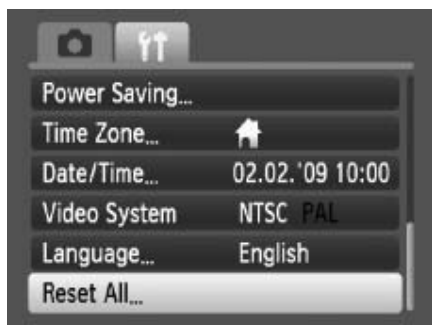 Power Saving...
Time Zone...
Date/Time... 02.02.'09 10:00
Video System NTSC PAL
Language... English
Reset All...